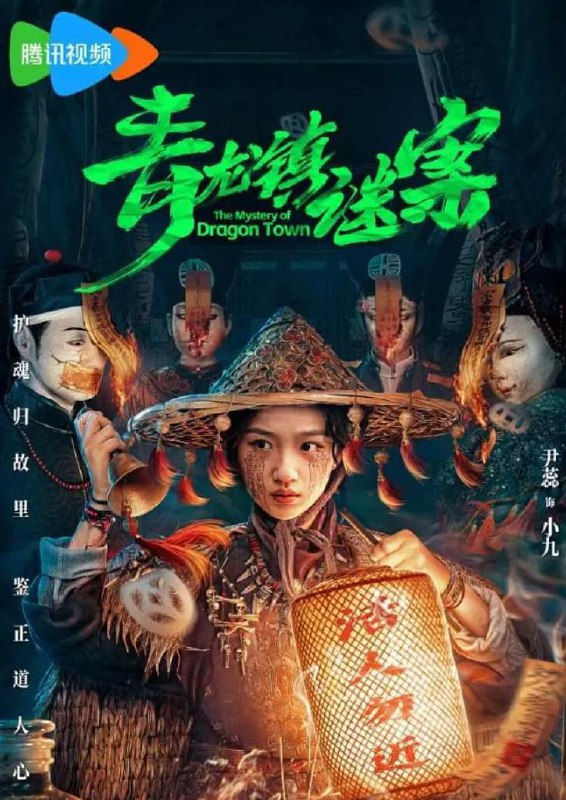 腾讯视频
青龙镇谜案
The Mystery of
Dragon Town
护魂归故里 鉴正道人心
尹蕊 饰 小九
活人勿近